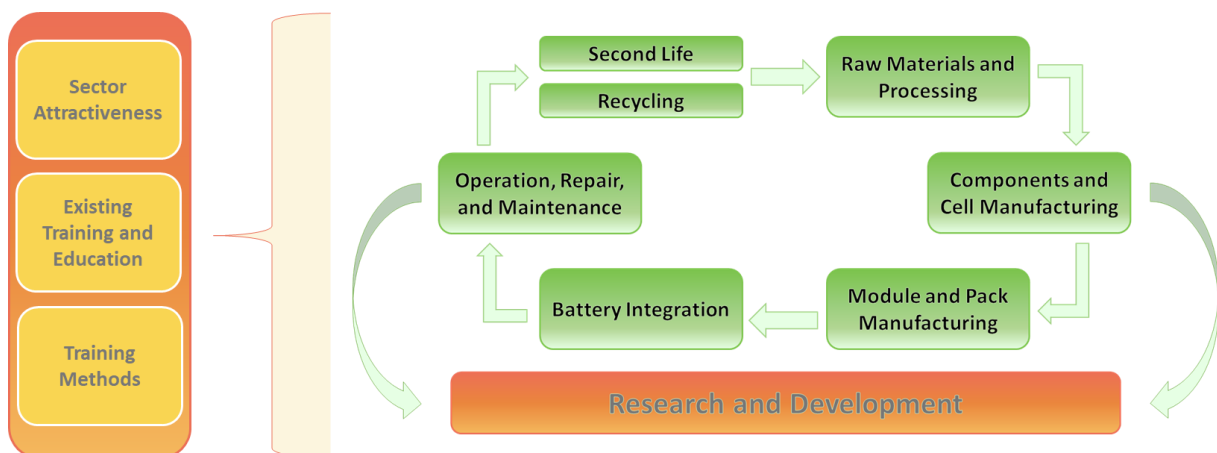 Sector
Attractiveness
Existing
Training and
Education
Training
Methods
Second Life
Recycling
Raw Materials and
Processing
Operation, Repair,
and Maintenance
Components and
Cell Manufacturing
Battery Integration
Module and Pack
Manufacturing
Research and Development